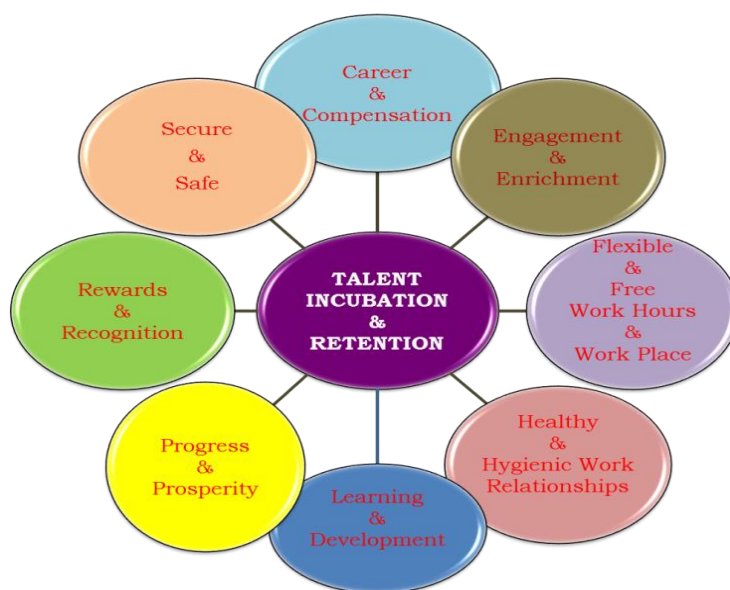 Career
&
Compensation
Engagement
&
Enrichment
Flexible
&
Free
Work Hours
&
Work Place
Healthy
&
Hygienic Work
Relationships
Learning
&
Development
Progress
&
Prosperity
Rewards
&
Recognition
Secure
&
Safe
TALENT
INCUBATION
&
RETENTION